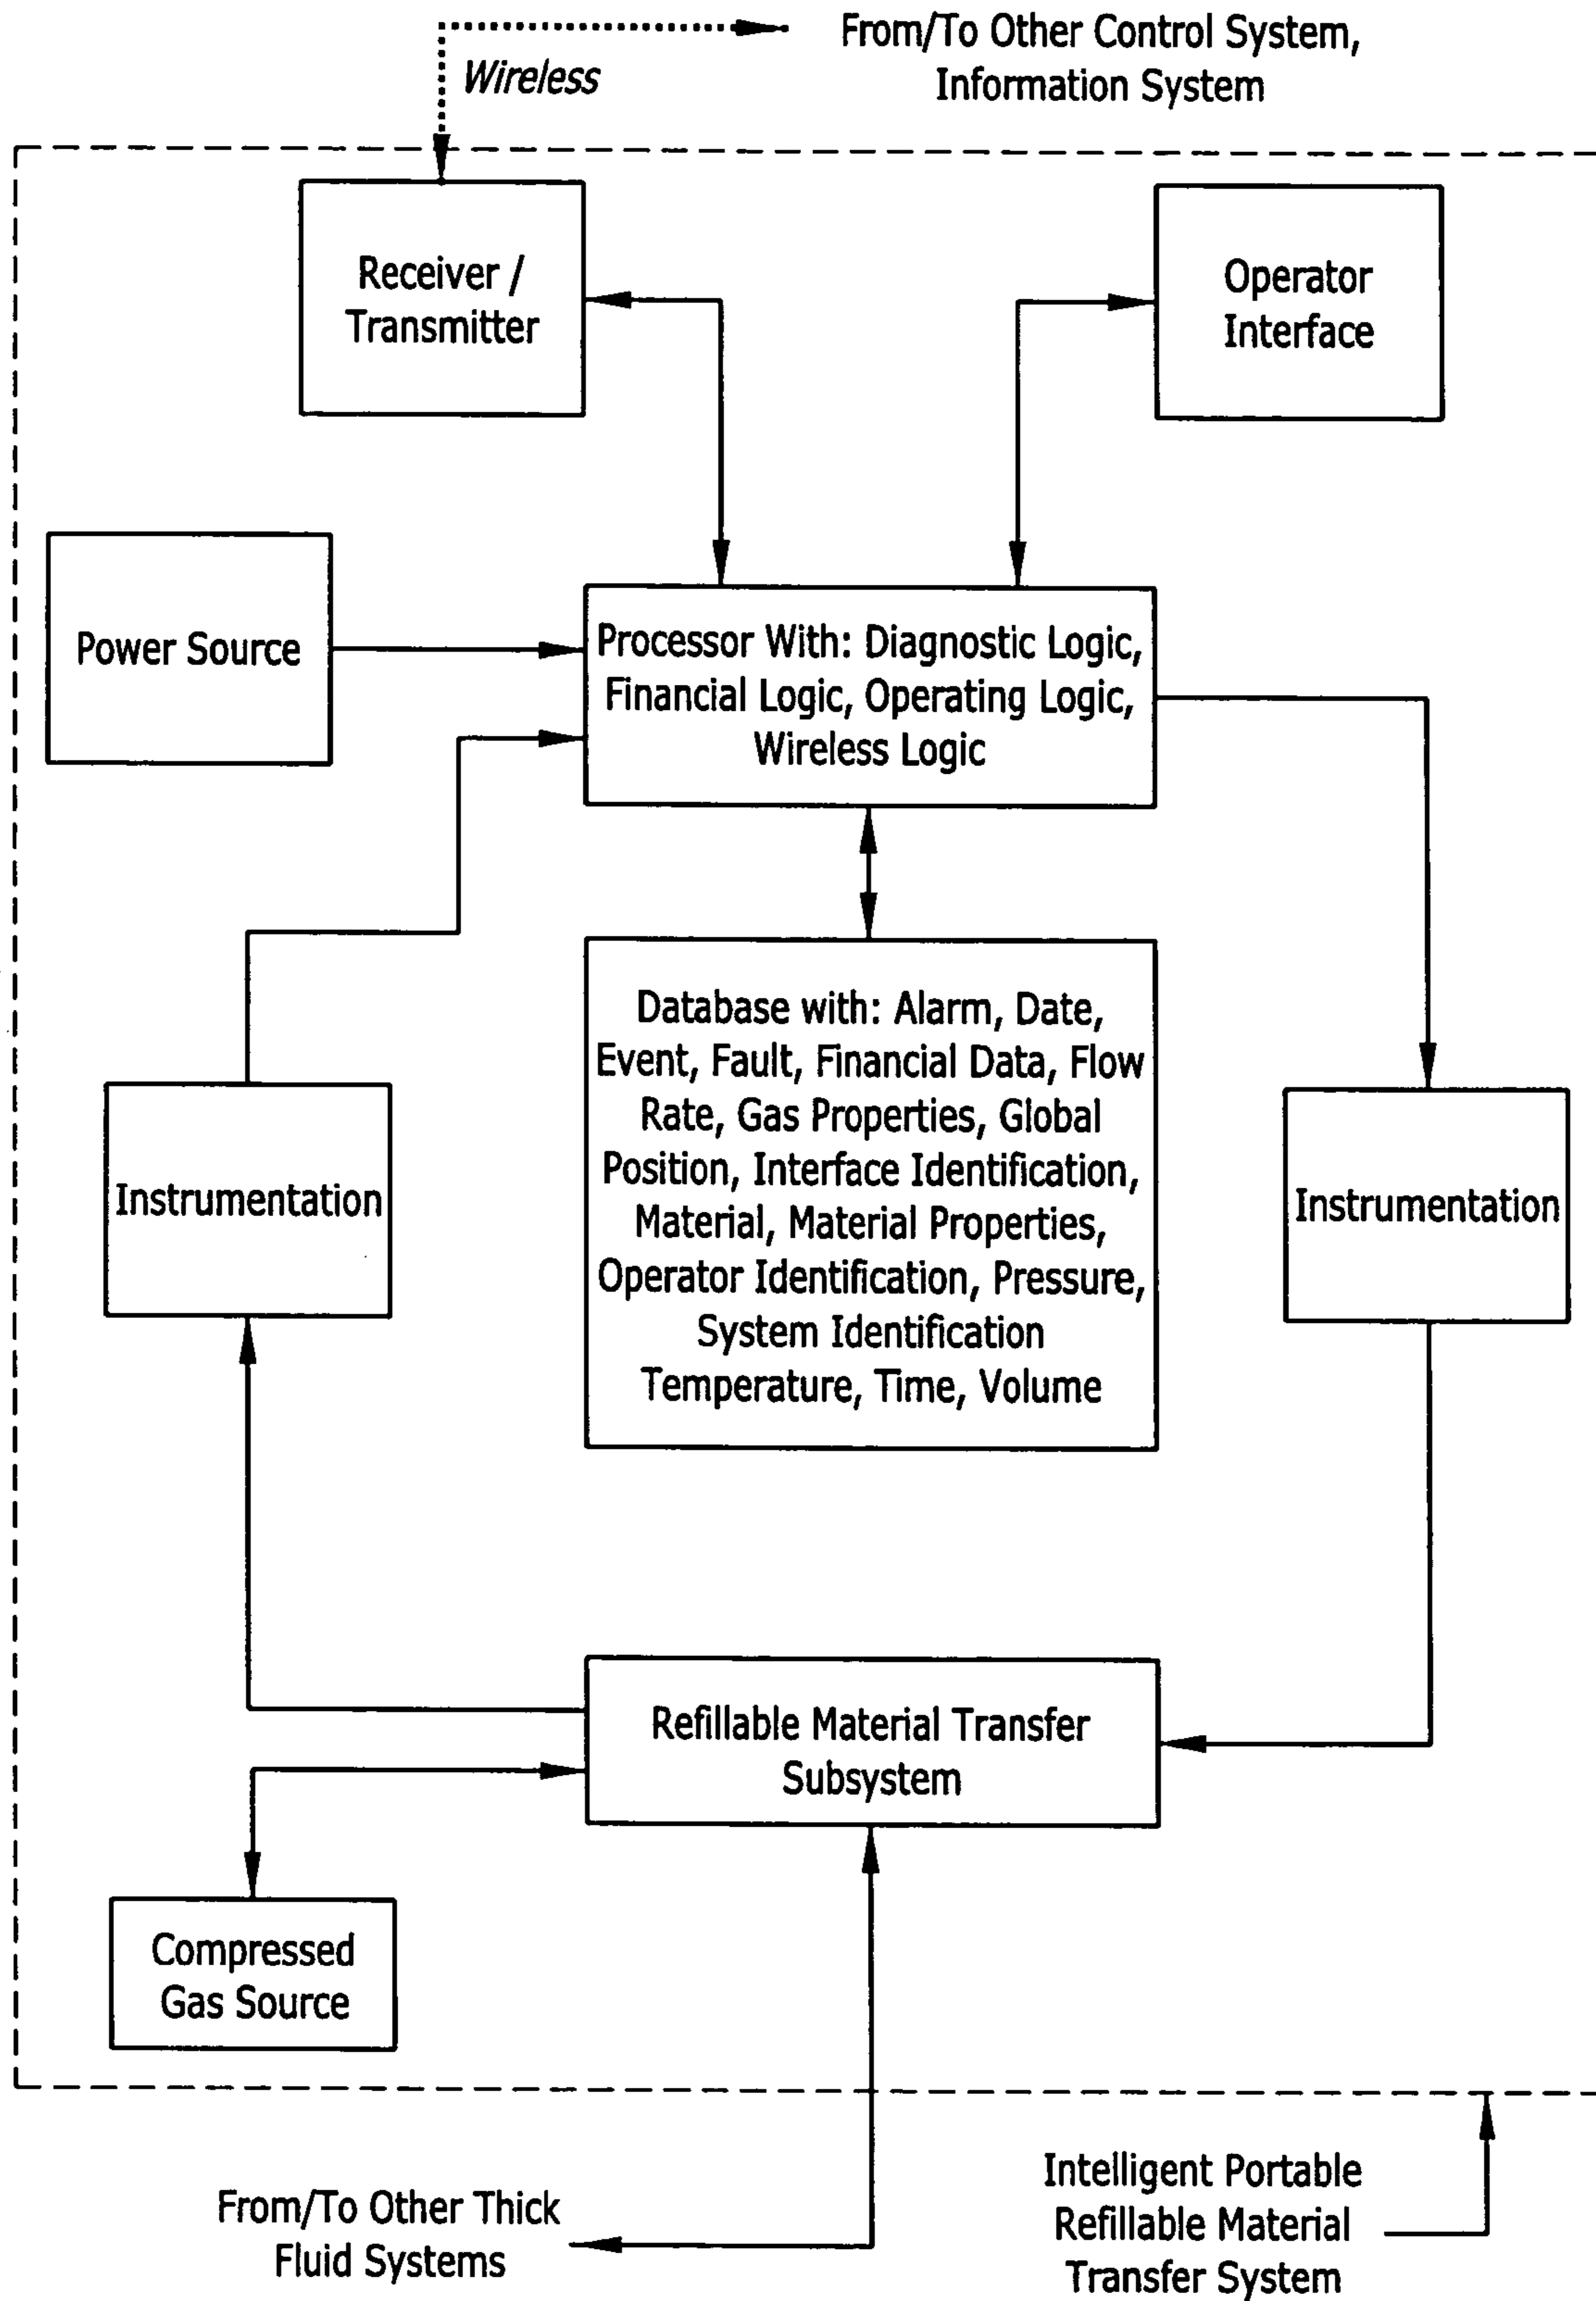 From/To Other Control System,
Information System
Wireless
Receiver /
Transmitter
Operator
Interface
Power Source
Processor With: Diagnostic Logic,
Financial Logic, Operating Logic,
Wireless Logic
Database with: Alarm, Date,
Event, Fault, Financial Data, Flow
Rate, Gas Properties, Global
Position, Interface Identification,
Material, Material Properties,
Operator Identification, Pressure,
System Identification
Temperature, Time, Volume
Instrumentation
Instrumentation
Refillable Material Transfer
Subsystem
Compressed
Gas Source
From/To Other Thick
Fluid Systems
Intelligent Portable
Refillable Material
Transfer System